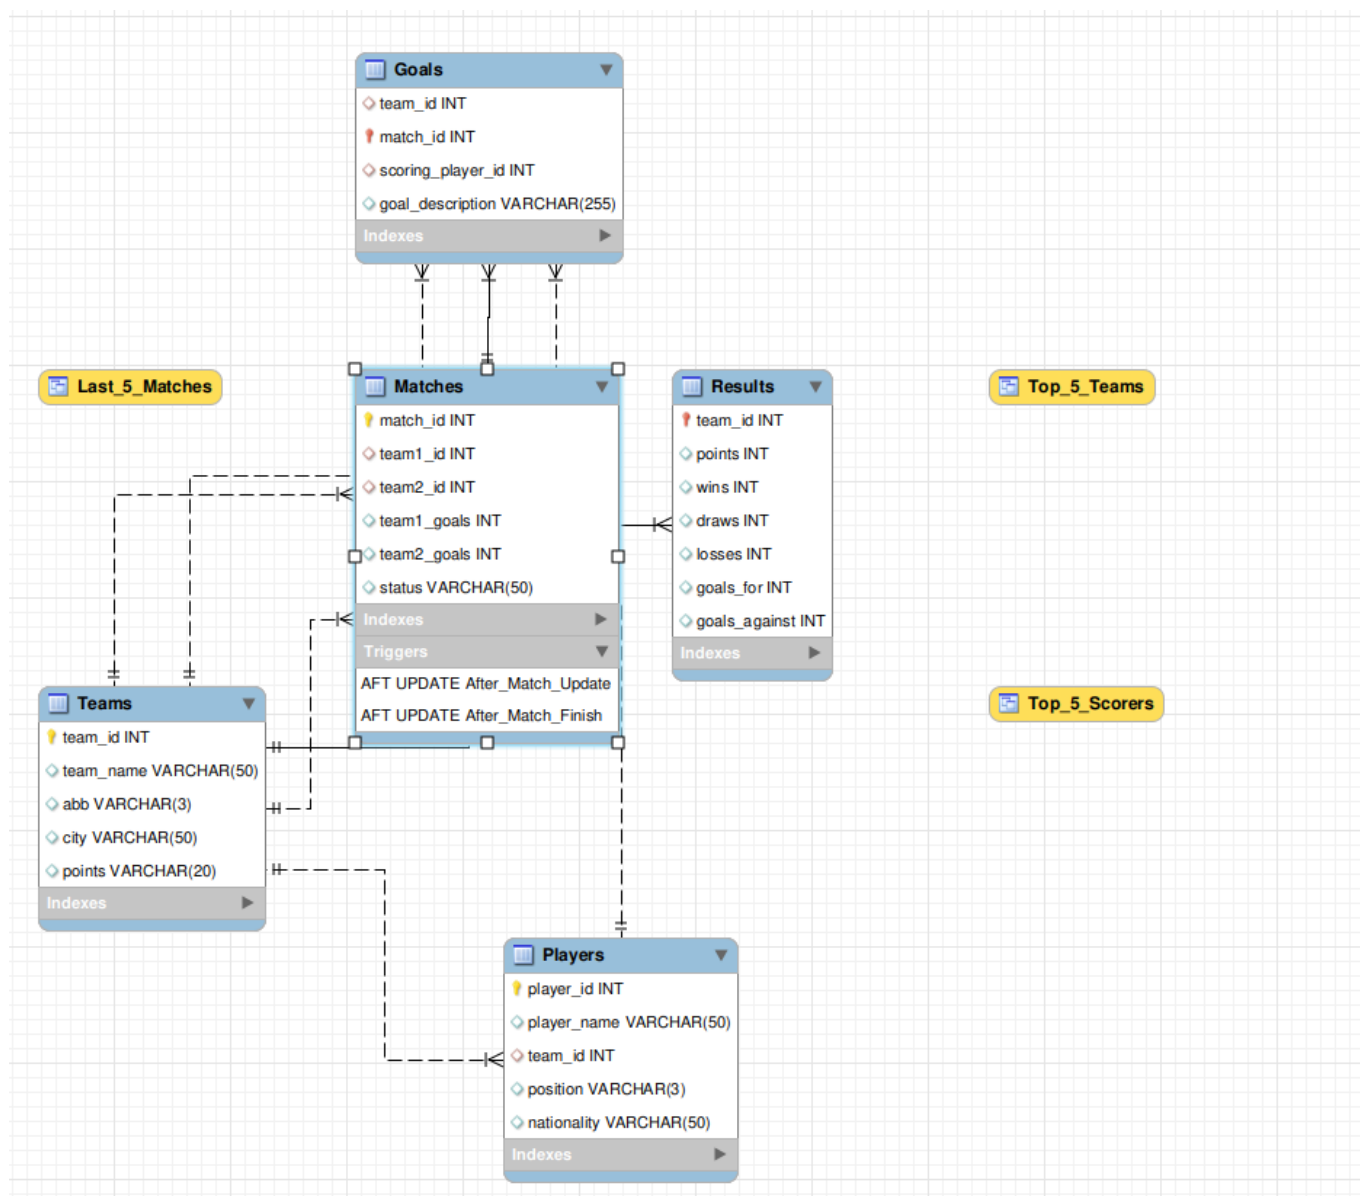 Goals
team_id INT
match_id INT
scoring_player_id INT
goal_description VARCHAR(255)
Indexes
Last_5_Matches
Matches
match_id INT
team1_id INT
team2_id INT
team1_goals INT
team2_goals INT
status VARCHAR(50)
Indexes
Triggers
AFT UPDATE After_Match_Update
AFT UPDATE After_Match_Finish
Results
team_id INT
points INT
wins INT
draws INT
losses INT
goals_for INT
goals_against INT
Indexes
Top_5_Teams
Teams
team_id INT
team_name VARCHAR(50)
abb VARCHAR(3)
city VARCHAR(50)
points VARCHAR(20)
Indexes
Top_5_Scorers
Players
player_id INT
player_name VARCHAR(50)
team_id INT
position VARCHAR(3)
nationality VARCHAR(50)
Indexes